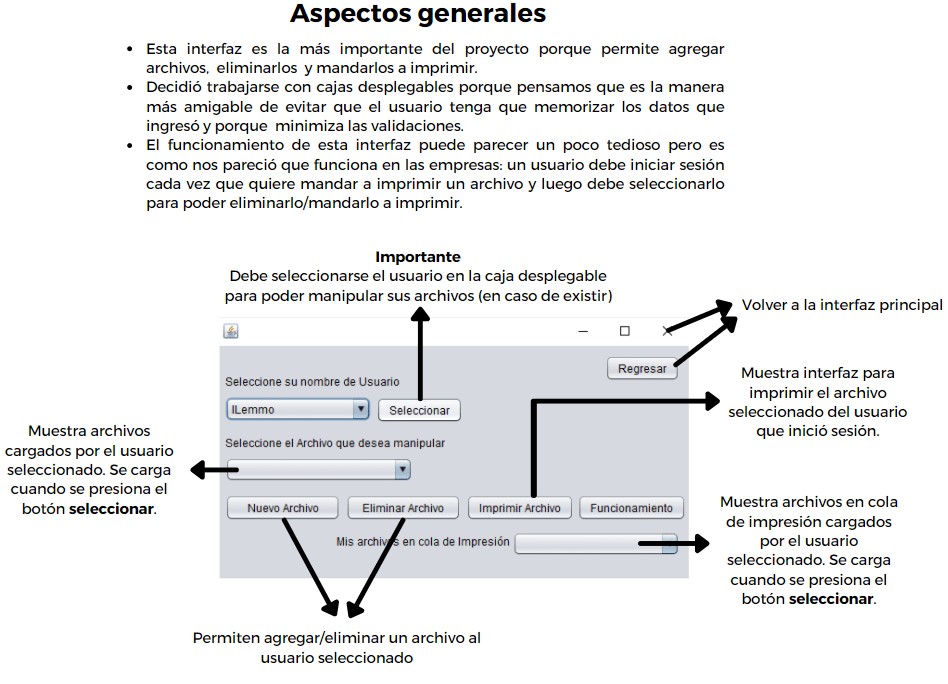 Aspectos generales
• Esta interfaz es la más importante del proyecto porque permite agregar
archivos, eliminarlos y mandarlos a imprimir.
• Decidió trabajarse con cajas desplegables porque pensamos que es la manera
más amigable de evitar que el usuario tenga que memorizar los datos que
ingresó y porque minimiza las validaciones.
• El funcionamiento de esta interfaz puede parecer un poco tedioso pero es
como nos pareció que funciona en las empresas: un usuario debe iniciar sesión
cada vez que quiere mandar a imprimir un archivo y luego debe seleccionarlo
para poder eliminarlo/mandarlo a imprimir.
Importante
Debe seleccionarse el usuario en la caja desplegable
para poder manipular sus archivos (en caso de existir)
Volver a la interfaz principal
Regresar
Seleccione su nombre de Usuario
ILemmo
Seleccionar
Muestra interfaz para
imprimir el archivo
seleccionado del usuario
que inició sesión.
Muestra archivos
cargados por el usuario
seleccionado. Se carga
cuando se presiona el
botón seleccionar.
Seleccione el Archivo que desea manipular
Nuevo Archivo
Eliminar Archivo
Imprimir Archivo
Funcionamiento
Mis archivos en cola de Impresión
Muestra archivos en cola
de impresión cargados
por el usuario
seleccionado. Se carga
cuando se presiona el
botón seleccionar.
Permiten agregar/eliminar un archivo al
usuario seleccionado